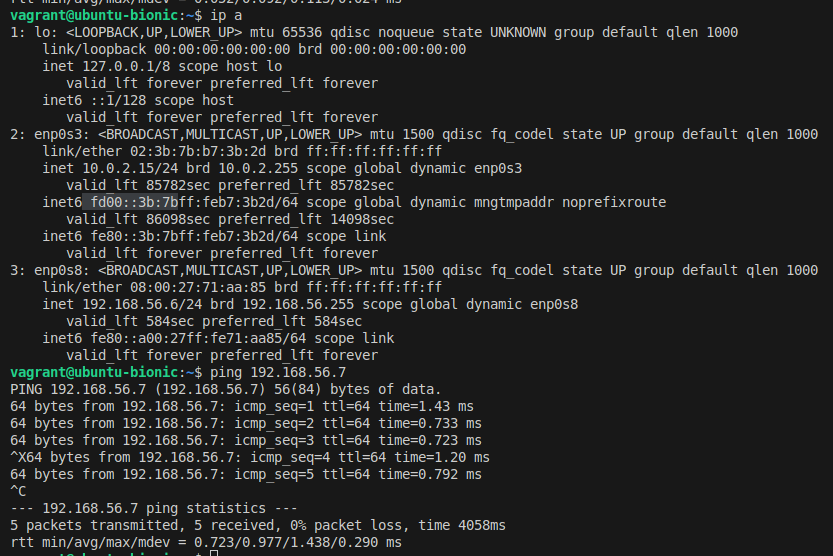 rtt min/avg/max/mdev = 0.032/0.092/0.113/0.024 ms
vagrant@ubuntu-bionic:~$ ip a
1: lo: <LOOPBACK,UP,LOWER_UP> mtu 65536 qdisc noqueue state UNKNOWN group default qlen 1000
    link/loopback 00:00:00:00:00:00 brd 00:00:00:00:00:00
    inet 127.0.0.1/8 scope host lo
       valid_lft forever preferred_lft forever
    inet6 ::1/128 scope host
       valid_lft forever preferred_lft forever
2: enp0s3: <BROADCAST,MULTICAST,UP,LOWER_UP> mtu 1500 qdisc fq_codel state UP group default qlen 1000
    link/ether 02:3b:7b:b7:3b:2d brd ff:ff:ff:ff:ff:ff
    inet 10.0.2.15/24 brd 10.0.2.255 scope global dynamic enp0s3
       valid_lft 85782sec preferred_lft 85782sec
    inet6 fd00::3b:7bff:feb7:3b2d/64 scope global dynamic mngtmpaddr noprefixroute
       valid_lft 86098sec preferred_lft 14098sec
    inet6 fe80::3b:7bff:feb7:3b2d/64 scope link
       valid_lft forever preferred_lft forever
3: enp0s8: <BROADCAST,MULTICAST,UP,LOWER_UP> mtu 1500 qdisc fq_codel state UP group default qlen 1000
    link/ether 08:00:27:71:aa:85 brd ff:ff:ff:ff:ff:ff
    inet 192.168.56.6/24 brd 192.168.56.255 scope global dynamic enp0s8
       valid_lft 584sec preferred_lft 584sec
    inet6 fe80::a00:27ff:fe71:aa85/64 scope link
       valid_lft forever preferred_lft forever
vagrant@ubuntu-bionic:~$ ping 192.168.56.7
PING 192.168.56.7 (192.168.56.7) 56(84) bytes of data.
64 bytes from 192.168.56.7: icmp_seq=1 ttl=64 time=1.43 ms
64 bytes from 192.168.56.7: icmp_seq=2 ttl=64 time=0.733 ms
64 bytes from 192.168.56.7: icmp_seq=3 ttl=64 time=0.723 ms
^X64 bytes from 192.168.56.7: icmp_seq=4 ttl=64 time=1.20 ms
64 bytes from 192.168.56.7: icmp_seq=5 ttl=64 time=0.792 ms
^C
--- 192.168.56.7 ping statistics ---
5 packets transmitted, 5 received, 0% packet loss, time 4058ms
rtt min/avg/max/mdev = 0.723/0.977/1.438/0.290 ms
vagrant@ubuntu-bionic:~$